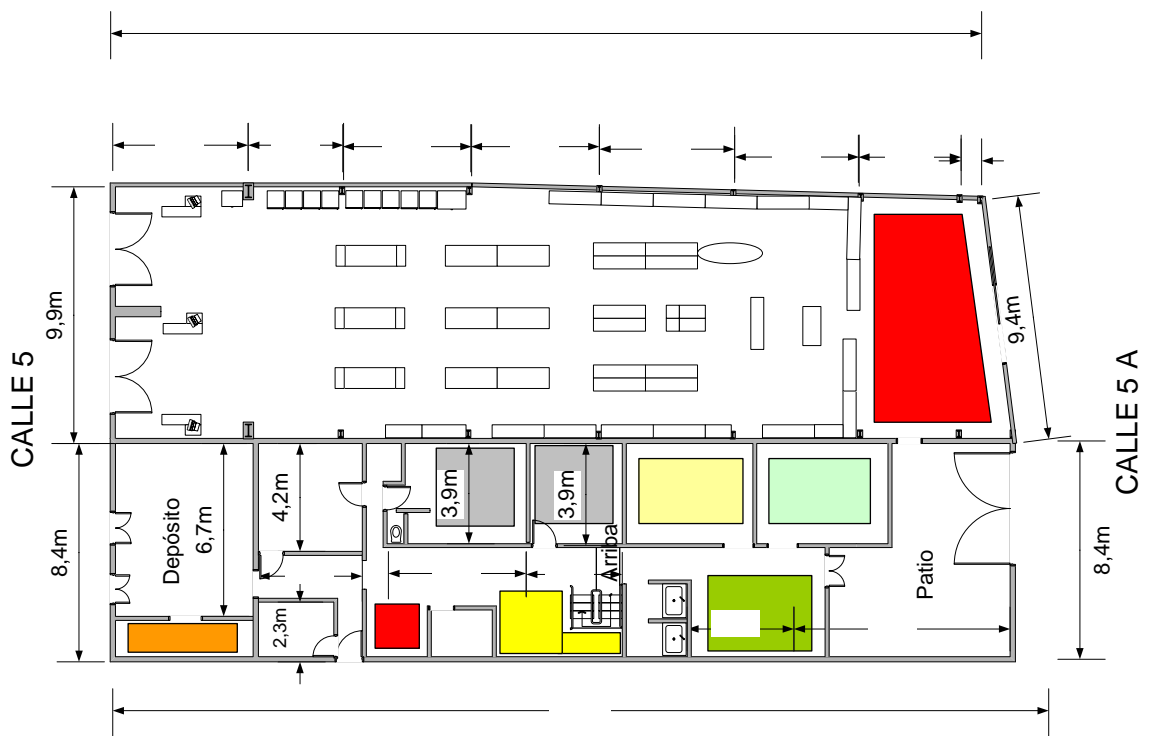 9,9m
9,4m
CALLE 5
CALLE 5 A
8,4m
Depósito
6,7m
4,2m
3,9m
3,9m
Arriba
Patio
8,4m
2,3m